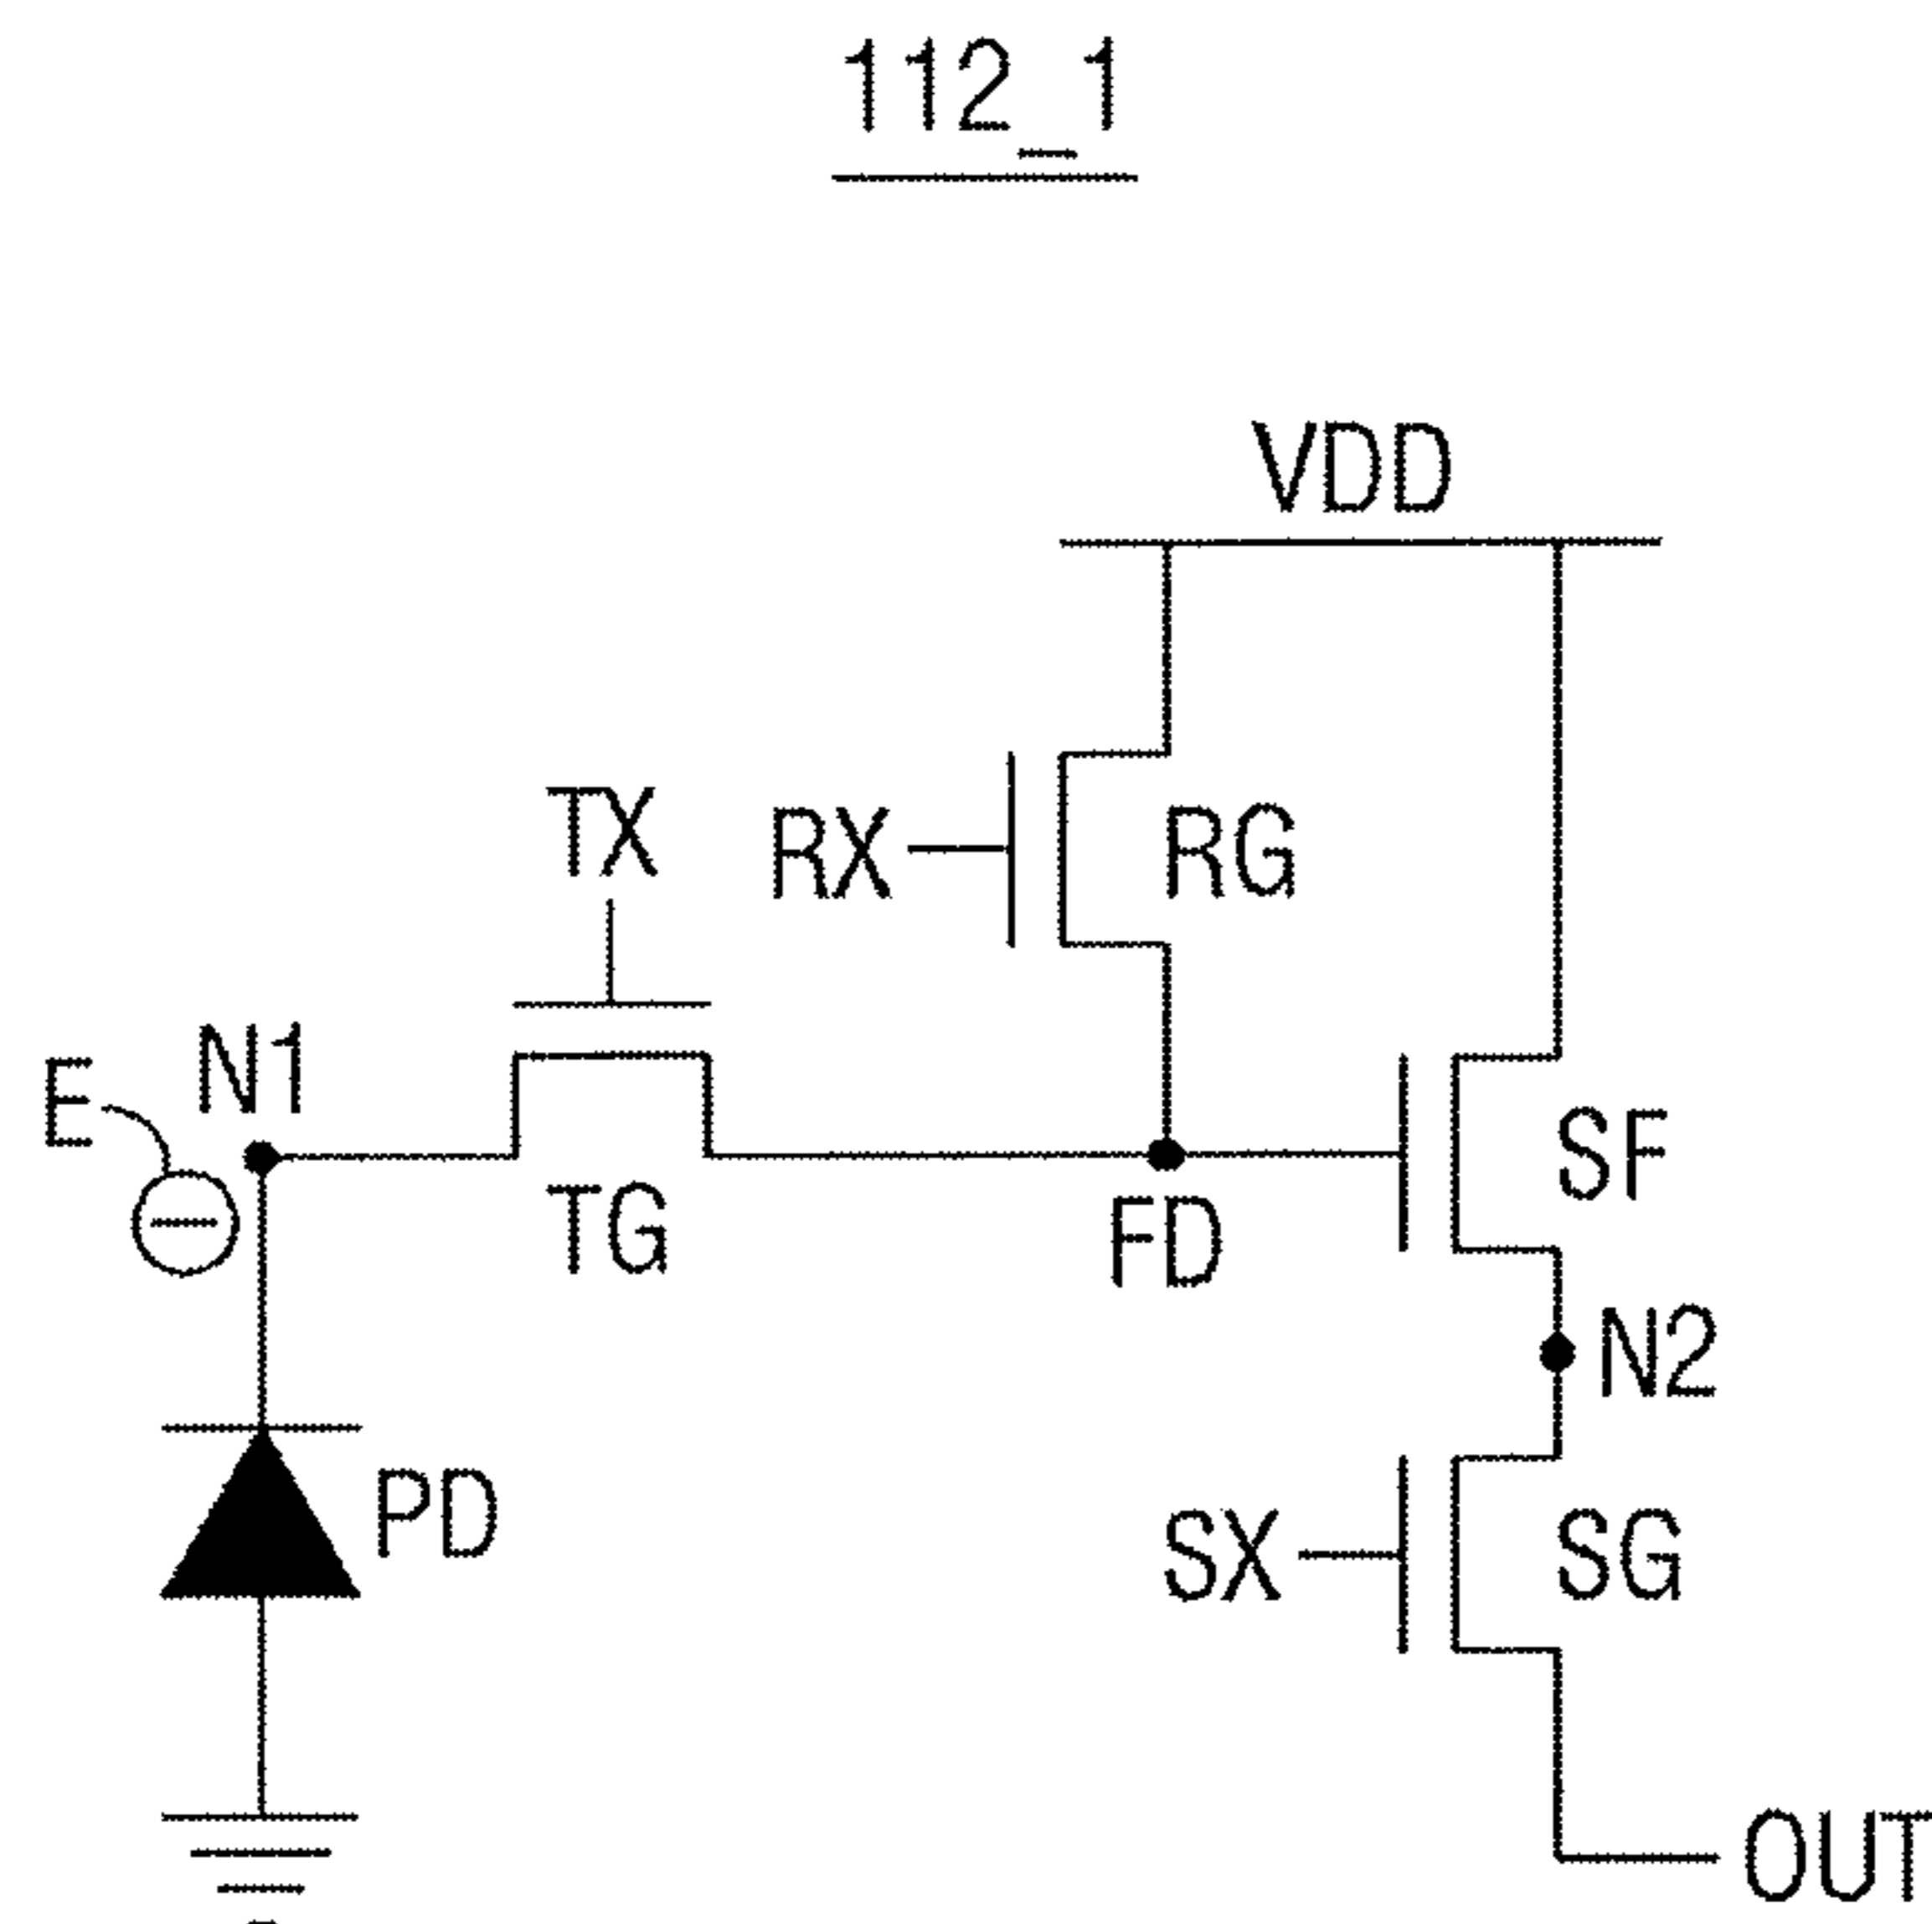 112_1
VDD
TX
RX
RG
N1
E
SF
TG
FD
N2
PD
SX
SG
OUT